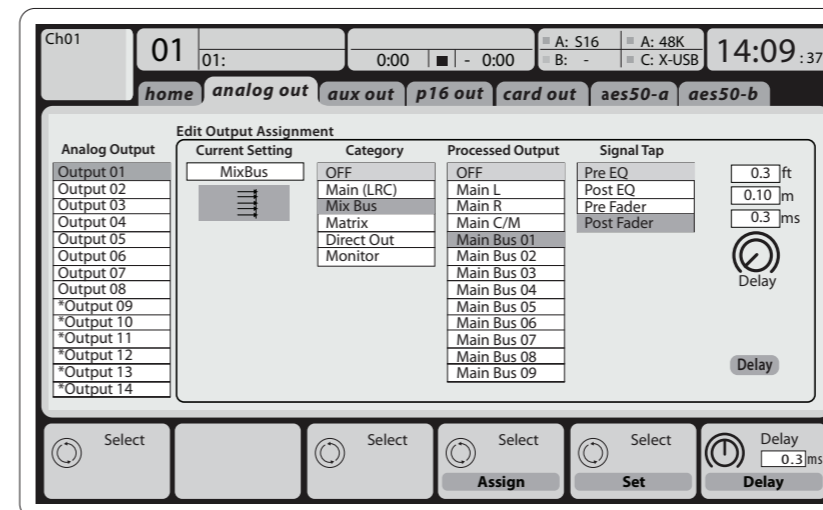 Ch01
01
01:
0:00 - 0:00
A: S16 A: 48K
B: - C: X-USB
14:09 :37
home analog out aux out p16 out card out aes50-a aes50-b
Edit Output Assignment
Analog Output Current Setting Category Processed Output Signal Tap
Output 01 MixBus OFF OFF Pre EQ 0.3 ft
Output 02 Main (LRC) Main L Post EQ 0.10 m
Output 03 Mix Bus Main R Pre Fader 0.3 ms
Output 04 Matrix Main C/M Post Fader
Output 05 Direct Out Main Bus 01
Output 06 Monitor Main Bus 02
Output 07 Main Bus 03 Delay
Output 08 Main Bus 04
*Output 09 Main Bus 05
*Output 10 Main Bus 06
*Output 11 Main Bus 07
*Output 12 Main Bus 08 Delay
*Output 13 Main Bus 09
*Output 14
Select Select Select Select Delay
0.3 ms
Assign Set Delay